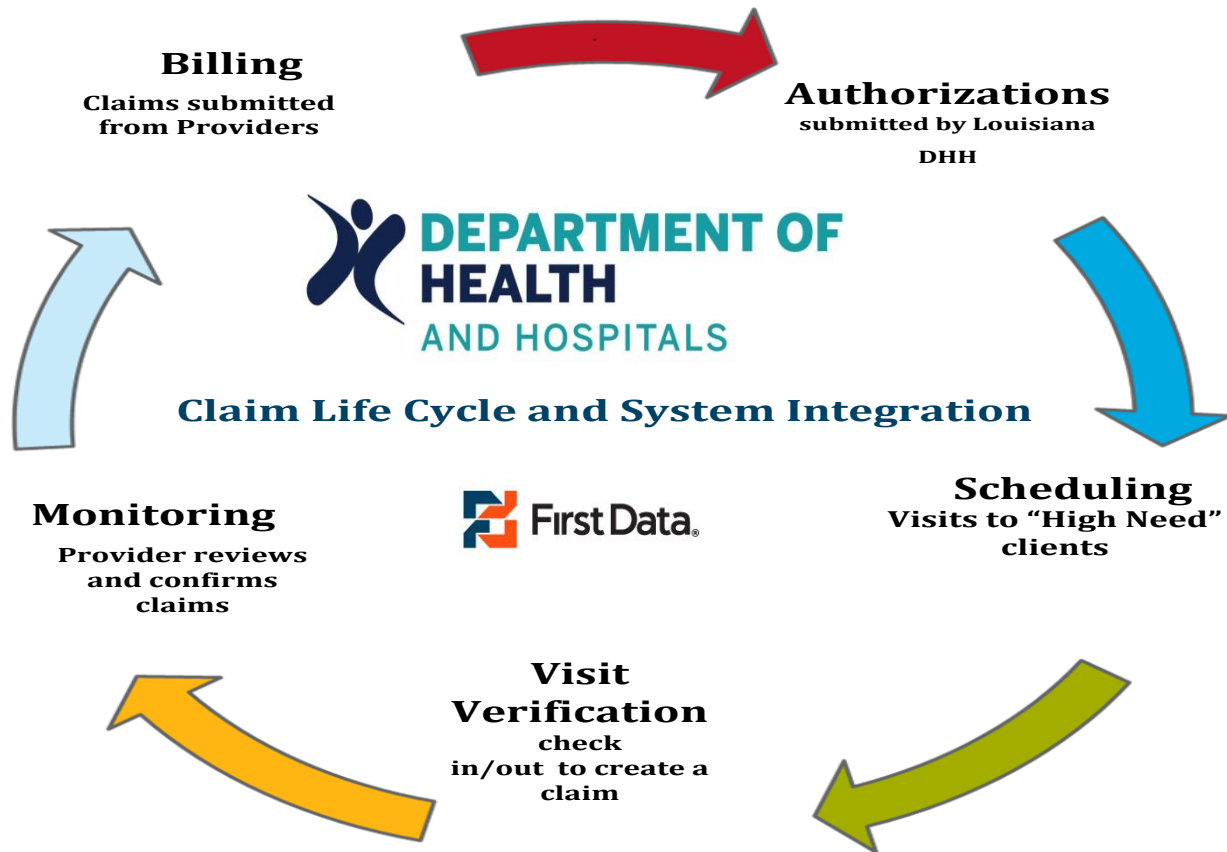 Billing
Claims submitted
from Providers
Authorizations
submitted by Louisiana
DHH
DEPARTMENT OF
HEALTH
AND HOSPITALS
Claim Life Cycle and System Integration
Monitoring
Provider reviews
and confirms
claims
First Data®
Scheduling
Visits to “High Need”
clients
Visit
Verification
check
in/out to create a
claim